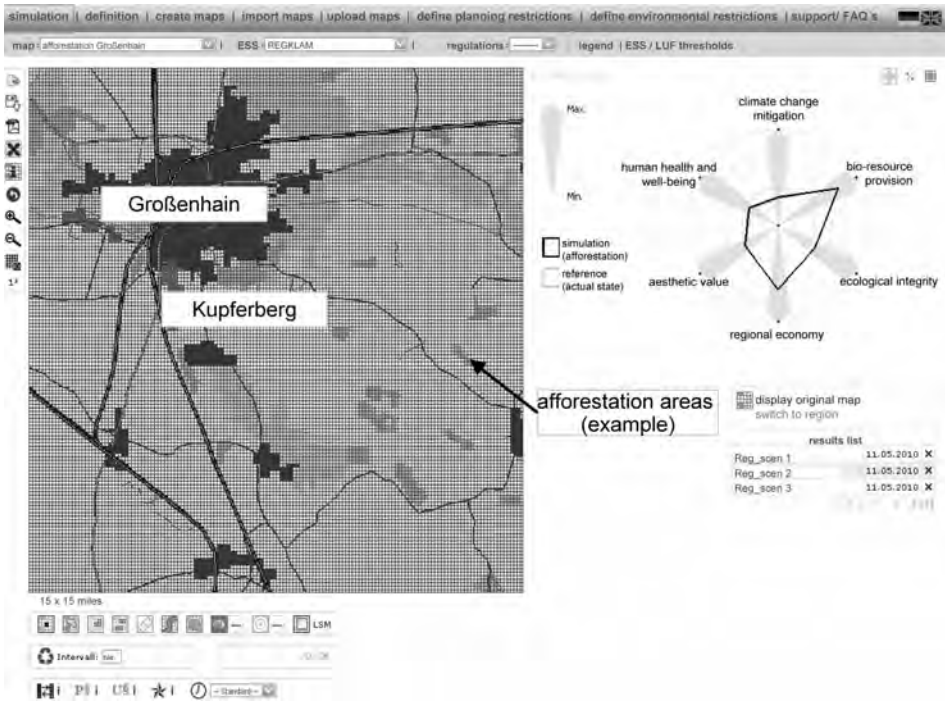 simulation | definition | create maps | import maps | upload maps | define planning restrictions | define environmental restrictions | support/ FAQ's
map: afforestation Großenhain | ESS: REGKLAM | regulations: | legend | ESS / LUF thresholds
Großenhain
Kupferberg
afforestation areas
(example)
15 x 15 miles
LSM
Intervall:
- Standard -
Max.
Min.
simulation
(afforestation)
reference
(actual state)
climate change
mitigation
human health and
well-being
bio-resource
provision
aesthetic value
ecological integrity
regional economy
display original map
switch to region
results list
Reg_scen 1 11.05.2010 X
Reg_scen 2 11.05.2010 X
Reg_scen 3 11.05.2010 X